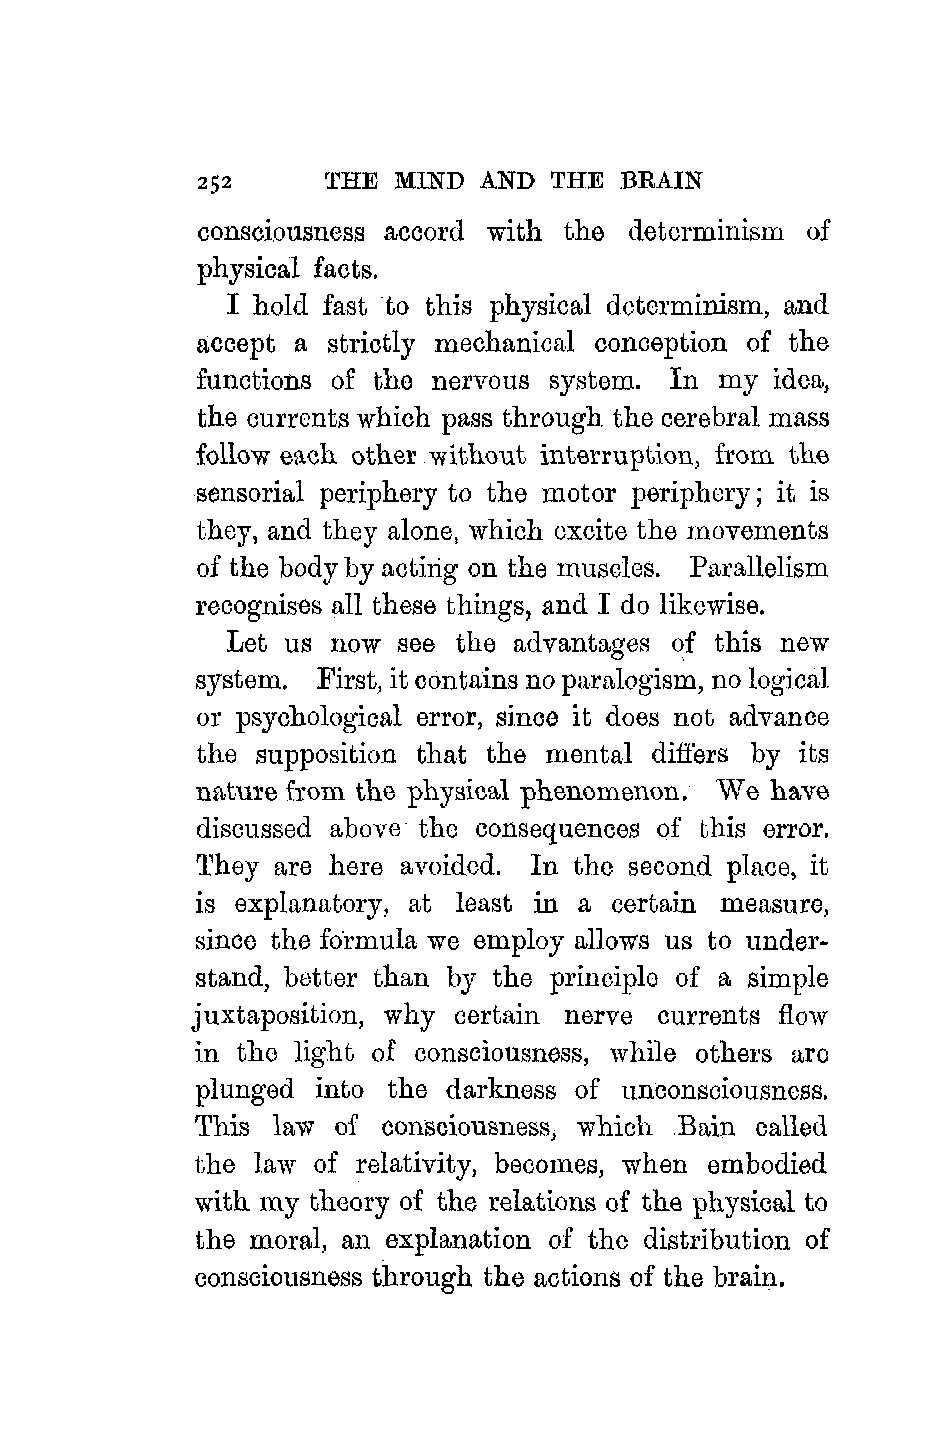 252 THE MIND AND THE BRAIN
consciousness accord with the determinism of
physical facts.
I hold fast to this physical determinism, and
accept a strictly mechanical conception of the
functions of the nervous system. In my idea,
the currents which pass through the cerebral mass
follow each other without interruption, from the
sensorial periphery to the motor periphery; it is
they, and they alone, which excite the movements
of the body by acting on the muscles. Parallelism
recognises all these things, and I do likewise.
Let us now see the advantages of this new
system. First, it contains no paralogism, no logical
or psychological error, since it does not advance
the supposition that the mental differs by its
nature from the physical phenomenon. We have
discussed above the consequences of this error.
They are here avoided. In the second place, it
is explanatory, at least in a certain measure,
since the formula we employ allows us to under-
stand, better than by the principle of a simple
juxtaposition, why certain nerve currents flow
in the light of consciousness, while others are
plunged into the darkness of unconsciousness.
This law of consciousness, which Bain called
the law of relativity, becomes, when embodied
with my theory of the relations of the physical to
the moral, an explanation of the distribution of
consciousness through the actions of the brain.